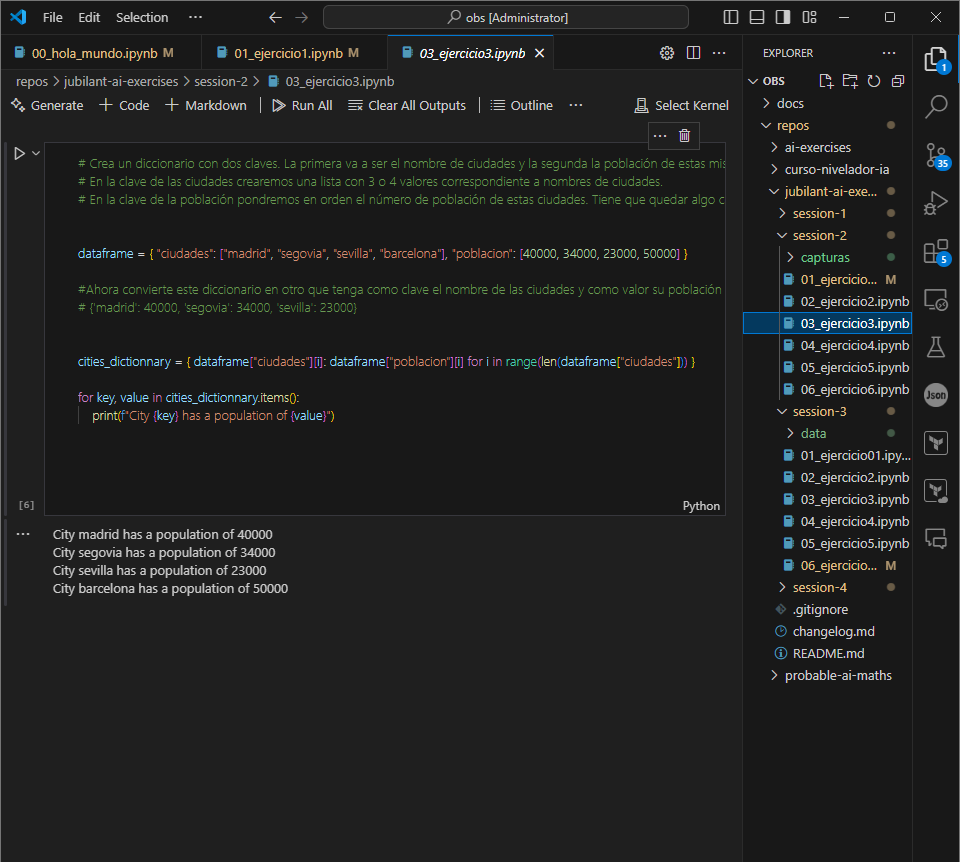 File Edit Selection ··· obs [Administrator]
00_hola_mundo.ipynb M 01_ejercicio1.ipynb M 03_ejercicio3.ipynb
repos > jubilant-ai-exercises > session-2 > 03_ejercicio3.ipynb
Generate + Code + Markdown Run All Clear All Outputs Outline ··· Select Kernel
# Crea un diccionario con dos claves. La primera va a ser el nombre de ciudades y la segunda la población de estas mis
# En la clave de las ciudades crearemos una lista con 3 o 4 valores correspondiente a nombres de ciudades.
# En la clave de la población pondremos en orden el número de población de estas ciudades. Tiene que quedar algo c
dataframe = { "ciudades": ["madrid", "segovia", "sevilla", "barcelona"], "poblacion": [40000, 34000, 23000, 50000] }
#Ahora convierte este diccionario en otro que tenga como clave el nombre de las ciudades y como valor su población
# {'madrid': 40000, 'segovia': 34000, 'sevilla': 23000}
cities_dictionnary = { dataframe["ciudades"][i]: dataframe["poblacion"][i] for i in range(len(dataframe["ciudades"])) }
for key, value in cities_dictionnary.items():
print(f"City {key} has a population of {value}")
[6]
Python
City madrid has a population of 40000
City segovia has a population of 34000
City sevilla has a population of 23000
City barcelona has a population of 50000
EXPLORER ···
OBS
docs
repos
ai-exercises
curso-nivelador-ia
jubilant-ai-exe...
session-1
session-2
capturas
01_ejercicio... M
02_ejercicio2.ipynb
03_ejercicio3.ipynb
04_ejercicio4.ipynb
05_ejercicio5.ipynb
06_ejercicio6.ipynb
session-3
data
01_ejercicio01.ipy...
02_ejercicio2.ipynb
03_ejercicio3.ipynb
04_ejercicio4.ipynb
05_ejercicio5.ipynb
06_ejercicio... M
session-4
.gitignore
changelog.md
README.md
probable-ai-maths
1
35
5
Json